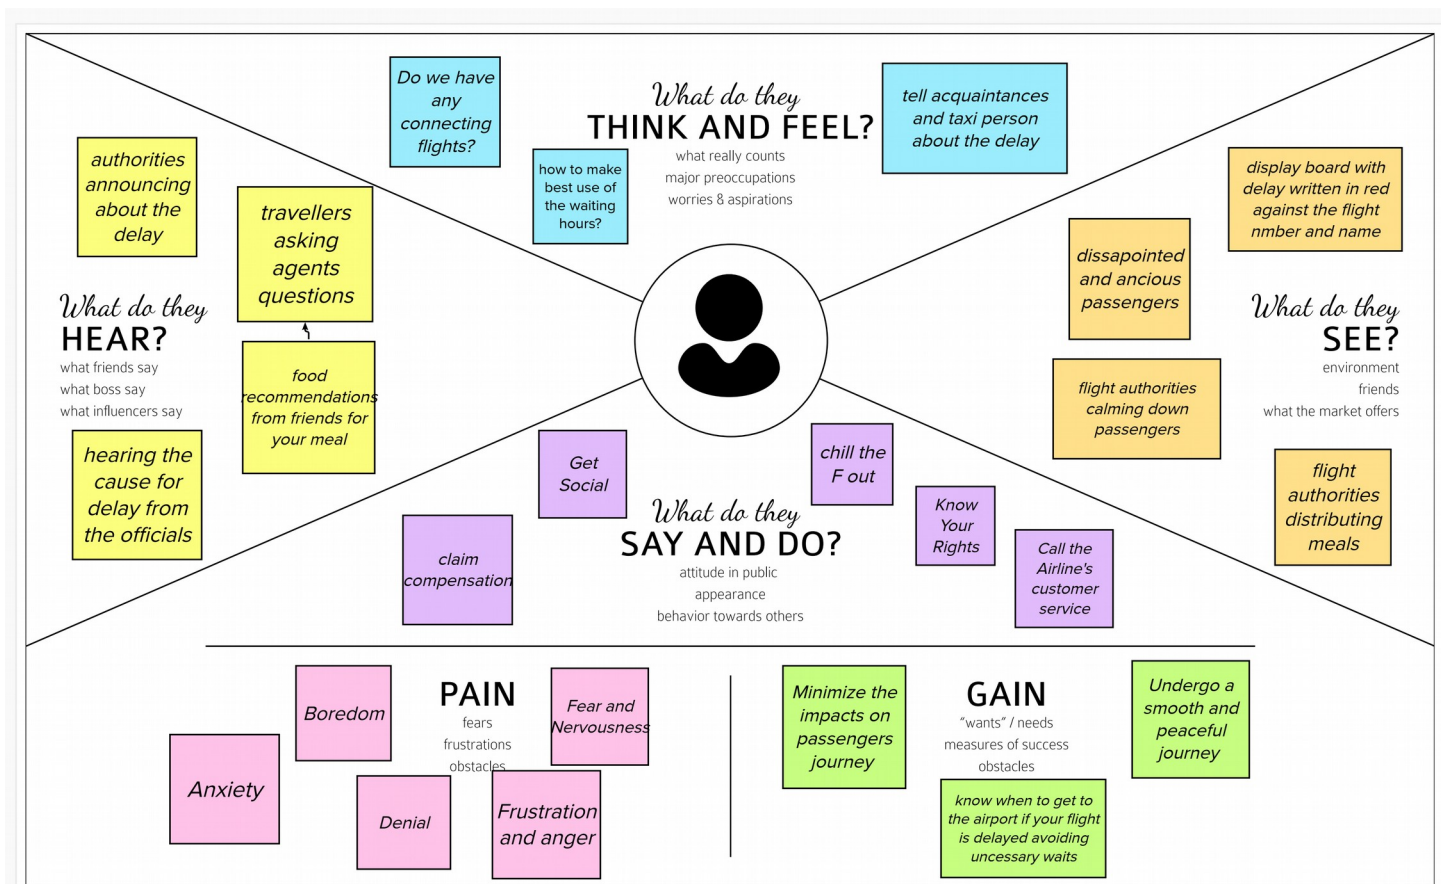 Do we have
any
connecting
flights?
What do they
THINK AND FEEL?
what really counts
major preoccupations
worries & aspirations
how to make
best use of
the waiting
hours?
tell acquaintances
and taxi person
about the delay
authorities
announcing
about the
delay
travellers
asking
agents
questions
What do they
HEAR?
what friends say
what boss say
what influencers say
food
recommendations
from friends for
your meal
hearing the
cause for
delay from
the officials
display board with
delay written in red
against the flight
nmber and name
dissapointed
and ancious
passengers
What do they
SEE?
environment
friends
what the market offers
flight authorities
calming down
passengers
flight
authorities
distributing
meals
Get
Social
chill the
F out
What do they
SAY AND DO?
attitude in public
appearance
behavior towards others
claim
compensation
Know
Your
Rights
Call the
Airline's
customer
service
PAIN
fears
frustrations
obstacles
Boredom
Fear and
Nervousness
Anxiety
Denial
Frustration
and anger
GAIN
"wants" / needs
measures of success
obstacles
Minimize the
impacts on
passengers
journey
Undergo a
smooth and
peaceful
journey
know when to get to
the airport if your flight
is delayed avoiding
uncessary waits